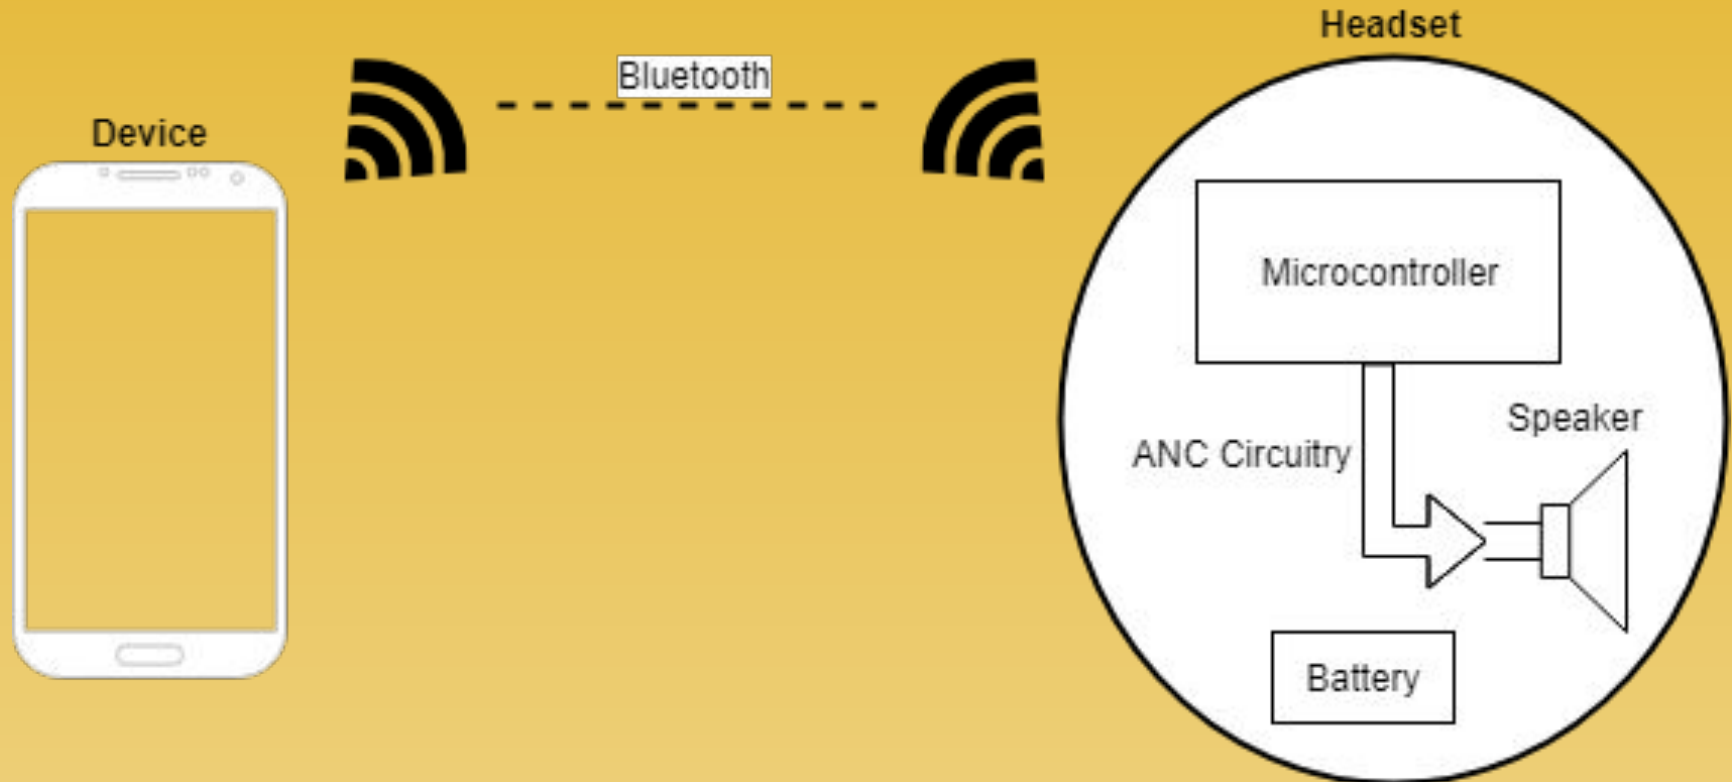 Headset
Bluetooth
Device
Microcontroller
Speaker
ANC Circuitry
Battery